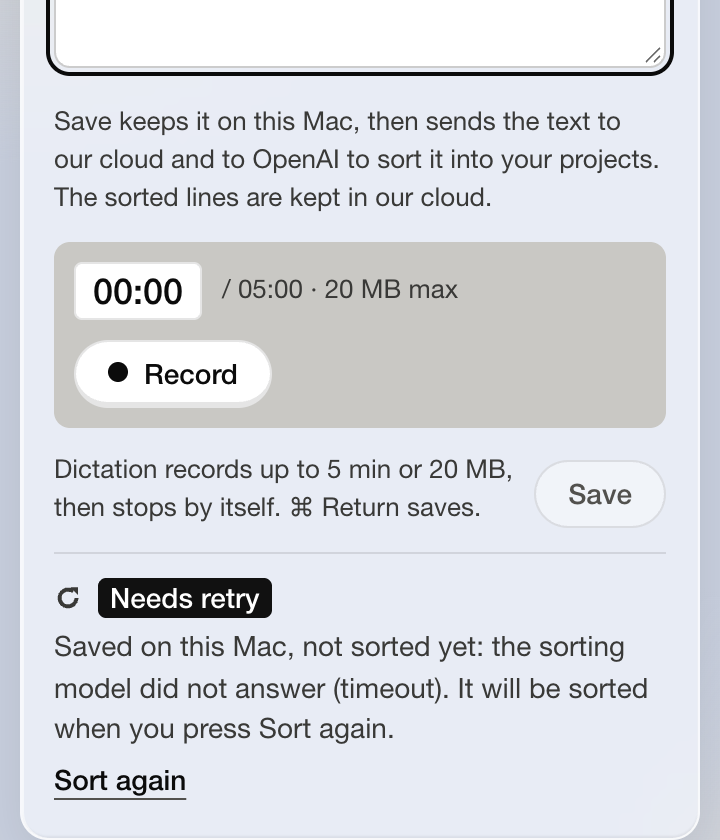 Save keeps it on this Mac, then sends the text to
our cloud and to OpenAI to sort it into your projects.
The sorted lines are kept in our cloud.
00:00 / 05:00 · 20 MB max
Record
Dictation records up to 5 min or 20 MB,
then stops by itself. ⌘ Return saves.
Save
Needs retry
Saved on this Mac, not sorted yet: the sorting
model did not answer (timeout). It will be sorted
when you press Sort again.
Sort again